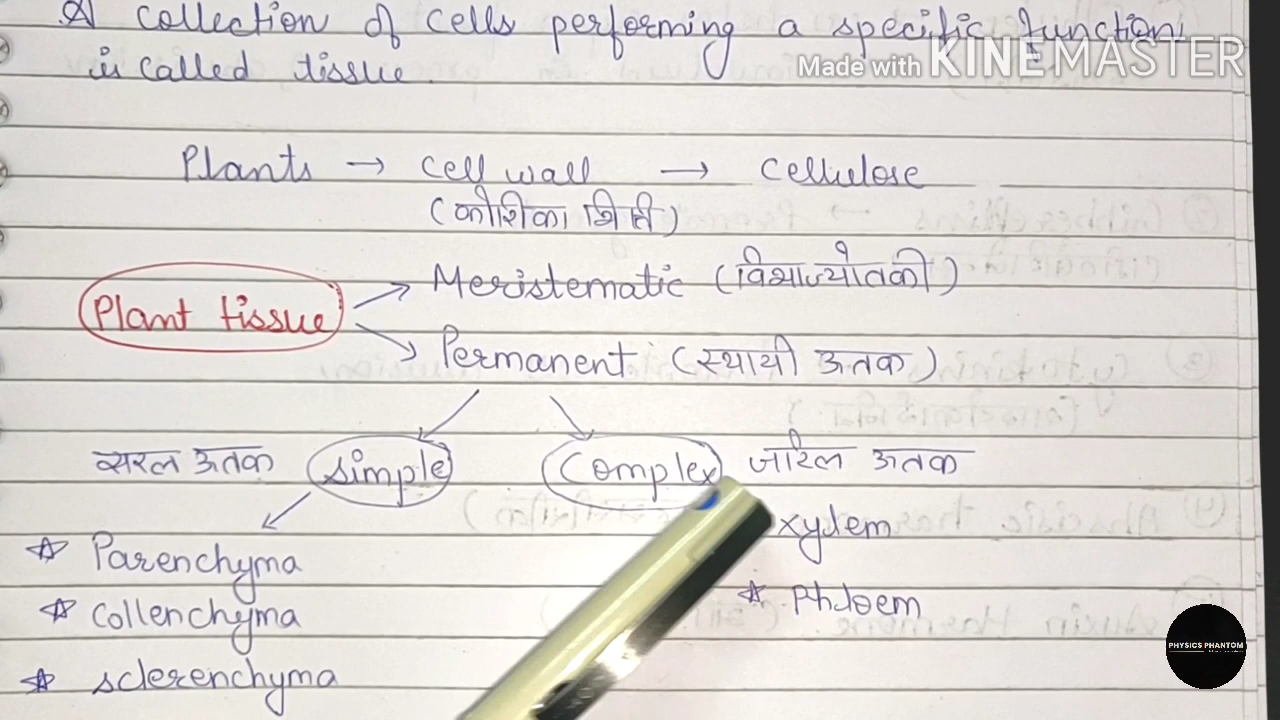 A collection of cells performing a specific function
is called tissue.
Made with KINEMASTER
Plants → cell wall → cellulose
(कोशिका भित्ती)
Meristematic (विभाज्योतकी)
Plant tissue
Permanent (स्थायी ऊतक)
सरल ऊतक Simple Complex जटिल ऊतक
xylem
☆ Parenchyma
☆ Phloem
☆ Collenchyma
☆ sclerenchyma
PHYSICS PHANTOM